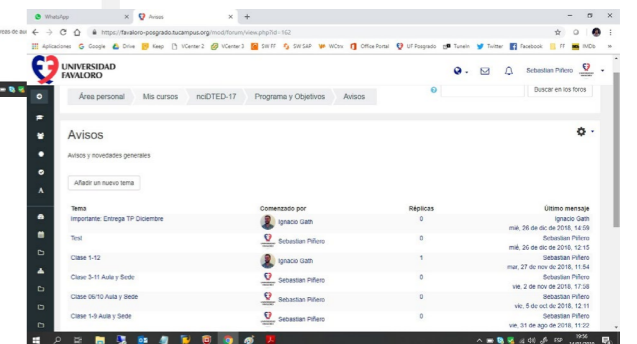 WhatsApp
Avisos
https://favaloro-posgrado.tucampus.org/mod/forum/view.php?id=162
Aplicaciones Google Drive Keep VCenter 2 VCenter 3 SW FF SW SAP WCtrx Office Portal UF Posgrado TuneIn Twitter Facebook FF IMDb
UNIVERSIDAD
FAVALORO
Sebastian Piñero
Área personal Mis cursos nciDTED-17 Programa y Objetivos Avisos
Buscar en los foros
Avisos
Avisos y novedades generales
Añadir un nuevo tema
Tema Comenzado por Réplicas Último mensaje
Importante: Entrega TP Diciembre Ignacio Gath 0 Ignacio Gath
mié, 26 de dic de 2018, 14:59
Test Sebastian Piñero 0 Sebastian Piñero
mié, 26 de dic de 2018, 12:15
Clase 1-12 Ignacio Gath 1 Sebastian Piñero
mar, 27 de nov de 2018, 11:54
Clase 3-11 Aula y Sede Sebastian Piñero 0 Sebastian Piñero
vie, 2 de nov de 2018, 17:58
Clase 06/10 Aula y Sede Sebastian Piñero 0 Sebastian Piñero
vie, 5 de oct de 2018, 12:11
Clase 1-9 Aula y Sede Sebastian Piñero 0 Sebastian Piñero
vie, 31 de ago de 2018, 11:22
ESP
19:56